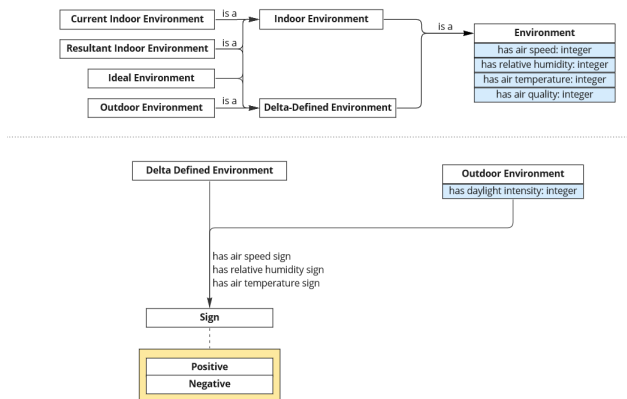 Current Indoor Environment
is a
Indoor Environment
is a
Environment
Resultant Indoor Environment
is a
has air speed: integer
has relative humidity: integer
Ideal Environment
has air temperature: integer
has air quality: integer
Outdoor Environment
is a
Delta-Defined Environment
Delta Defined Environment
Outdoor Environment
has daylight intensity: integer
has air speed sign
has relative humidity sign
has air temperature sign
Sign
Positive
Negative